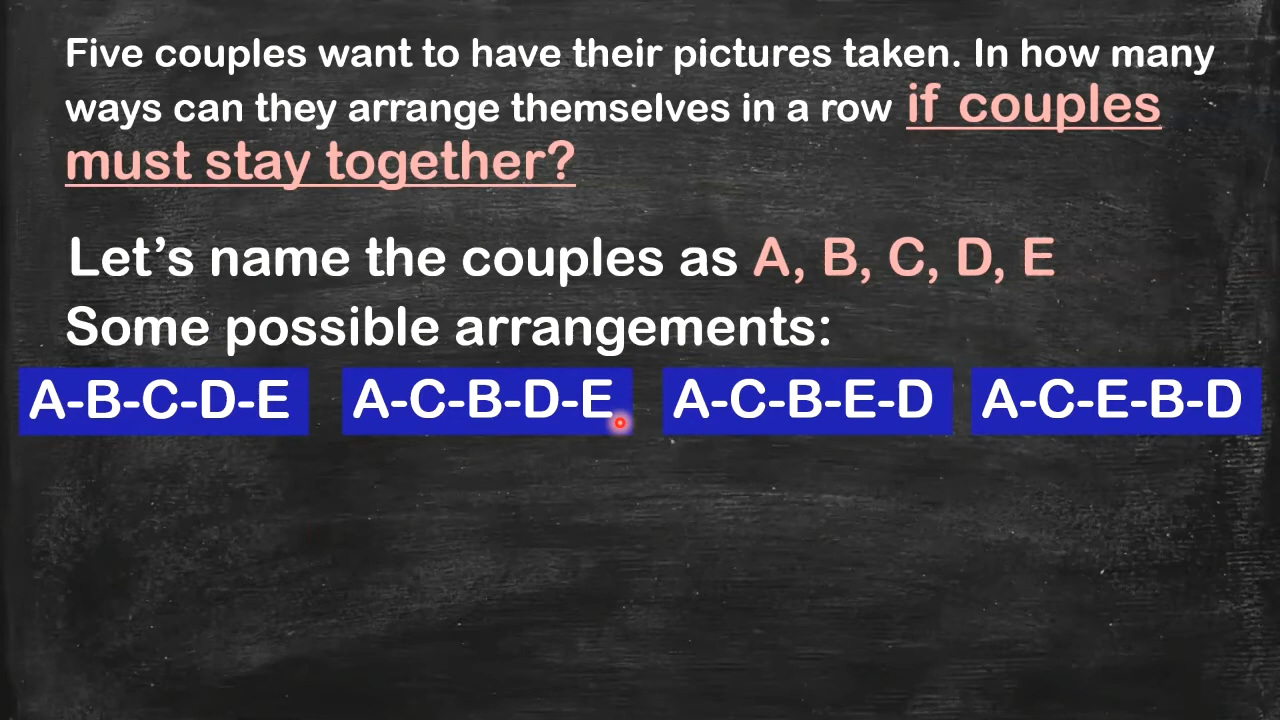 Five couples want to have their pictures taken. In how many
ways can they arrange themselves in a row if couples
must stay together?
Let's name the couples as A, B, C, D, E
Some possible arrangements:
A-B-C-D-E A-C-B-D-E A-C-B-E-D A-C-E-B-D